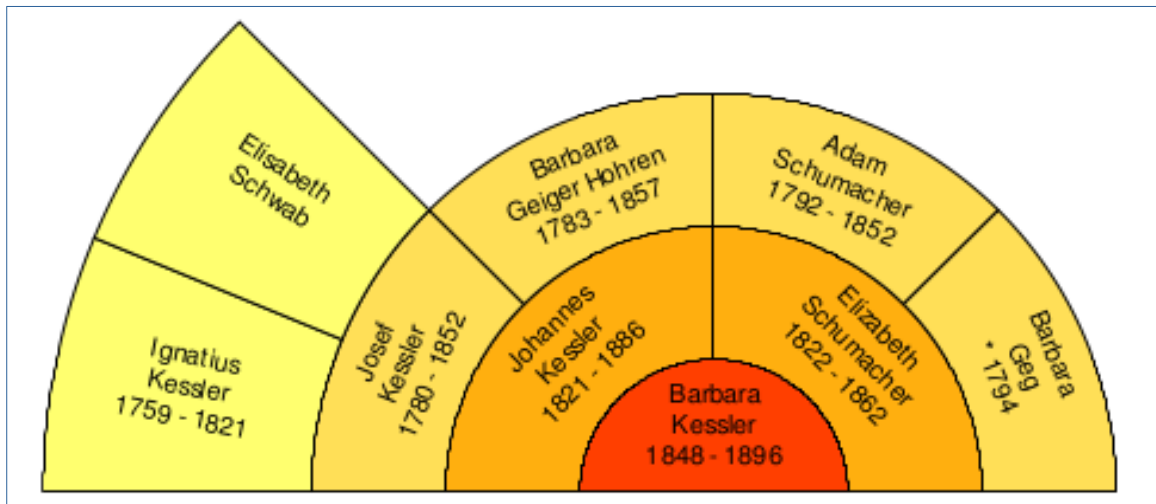 Elisabeth
Schwab
Ignatius
Kessler
1759 - 1821
Josef
Kessler
1780 - 1852
Barbara
Geiger Hohren
1783 - 1857
Adam
Schumacher
1792 - 1852
Barbara
Geg
* 1794
Johannes
Kessler
1821 - 1886
Elizabeth
Schumacher
1822 - 1862
Barbara
Kessler
1848 - 1896